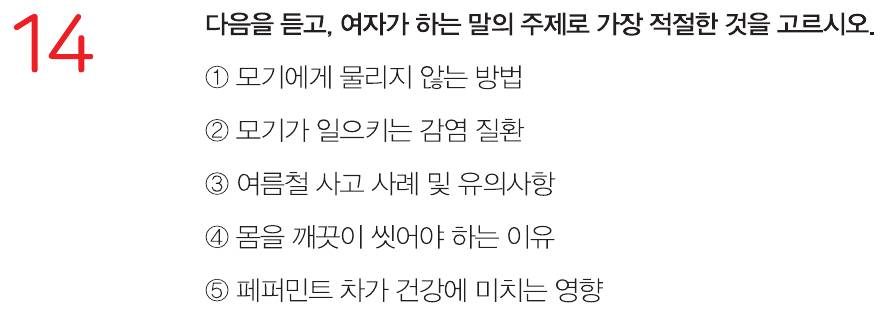 14
다음을 듣고, 여자가 하는 말의 주제로 가장 적절한 것을 고르시오.
① 모기에게 물리지 않는 방법
② 모기가 일으키는 감염 질환
③ 여름철 사고 사례 및 유의사항
④ 몸을 깨끗이 씻어야 하는 이유
⑤ 페퍼민트 차가 건강에 미치는 영향